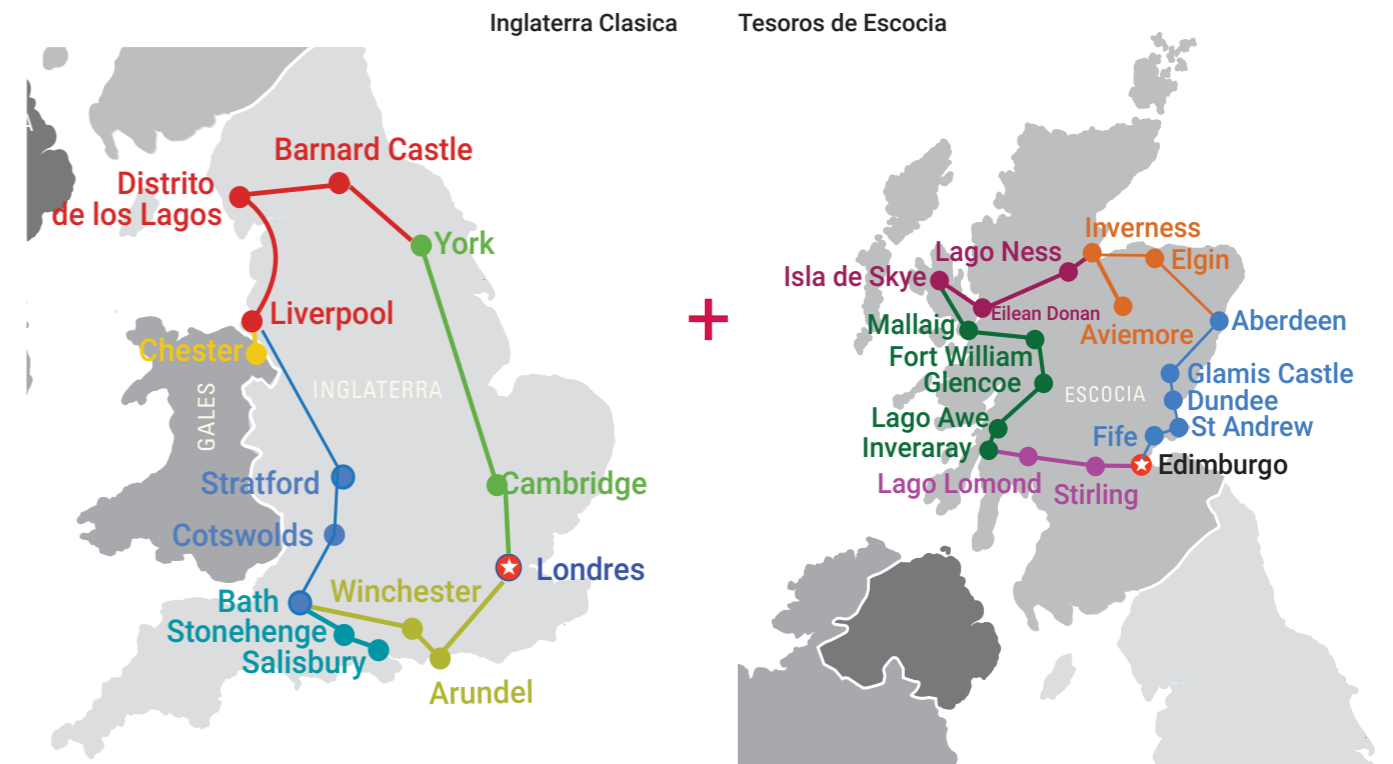 Inglaterra Clasica
Tesoros de Escocia
A
Barnard Castle
Distrito
de los Lagos
York
Liverpool
Chester
GALES
INGLATERRA
Stratford
Cambridge
Cotswolds
Londres
Bath
Winchester
Stonehenge
Salisbury
Arundel
+
Inverness
Lago Ness
Elgin
Isla de Skye
Eilean Donan
Mallaig
Aberdeen
Aviemore
Fort William
Glencoe
Glamis Castle
ESCOCIA
Dundee
Lago Awe
St Andrew
Fife
Inveraray
Edimburgo
Lago Lomond
Stirling